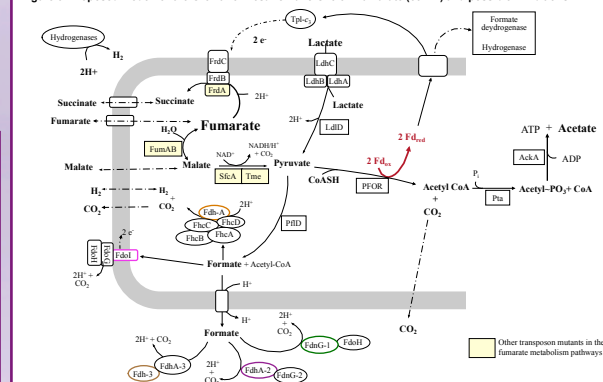 Tpl-c3
Formate
deydrogenase
Hydrogenase
Hydrogenases
H2
2H+
2 e-
Lactate
FrdC
FrdB
FrdA
LdhC
LdhB
LdhA
2H+
Lactate
Succinate
Succinate
Fumarate
Fumarate
H2O
FumAB
2H+
LdlD
2 Fdred
2 Fdox
ATP + Acetate
AckA
ADP
NAD+
NADH/H+
+ CO2
Malate
Malate
SfcA
Tme
Pyruvate
CoASH
PFOR
Acetyl CoA
+
CO2
Pi
Pta
Acetyl–PO3+ CoA
H2
H2
+
CO2
CO2
Fdh-A
2H+
FhcC
FhcD
FhcB
FhcA
PflD
2 e-
FdoH
FdoG
FdoI
2H+ +
CO2
Formate + Acetyl-CoA
H+
H+
CO2
Formate
2H+
+
CO2
FdnG-1
FdoH
2H+ + CO2
Fdh-3
FdhA-3
2H+
+
CO2
FdhA-2
FdnG-2
Other transposon mutants in the
fumarate metabolism pathways